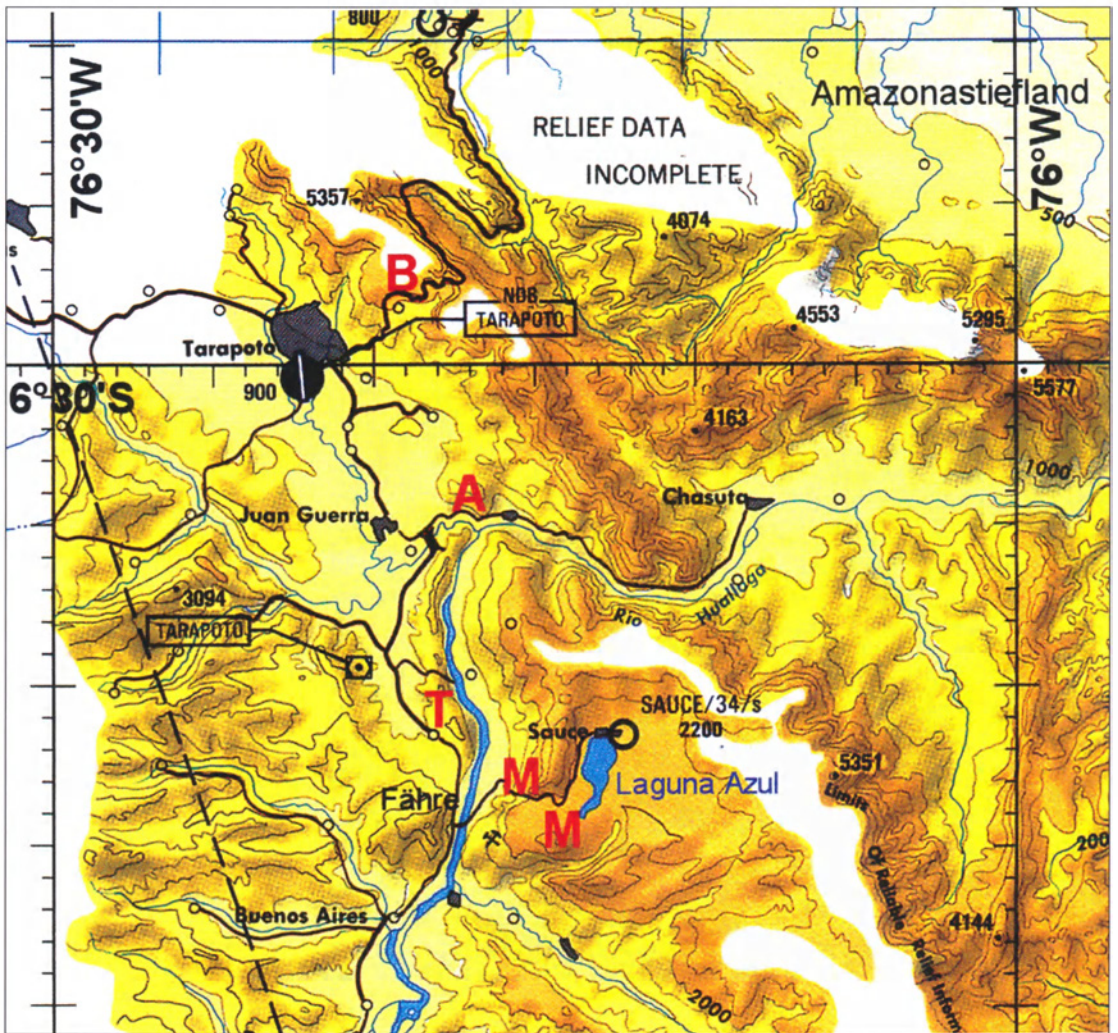 800
1000
76°30'W
Amazonastiefland
RELIEF DATA
INCOMPLETE
76°W
500
5357
4074
s
B
NDB
TARAPOTO
4553
5295
Tarapoto
6°30'S
900
5577
4163
1000
A
Chasuta
Juan Guerra
Río Huallaga
3094
TARAPOTO
T
SAUCE/34/s
2200
Sauce
M
Laguna Azul
5351
Fähre
M
Limits Of Reliable Relief Inform
200
Buenos Aires
4144
2000